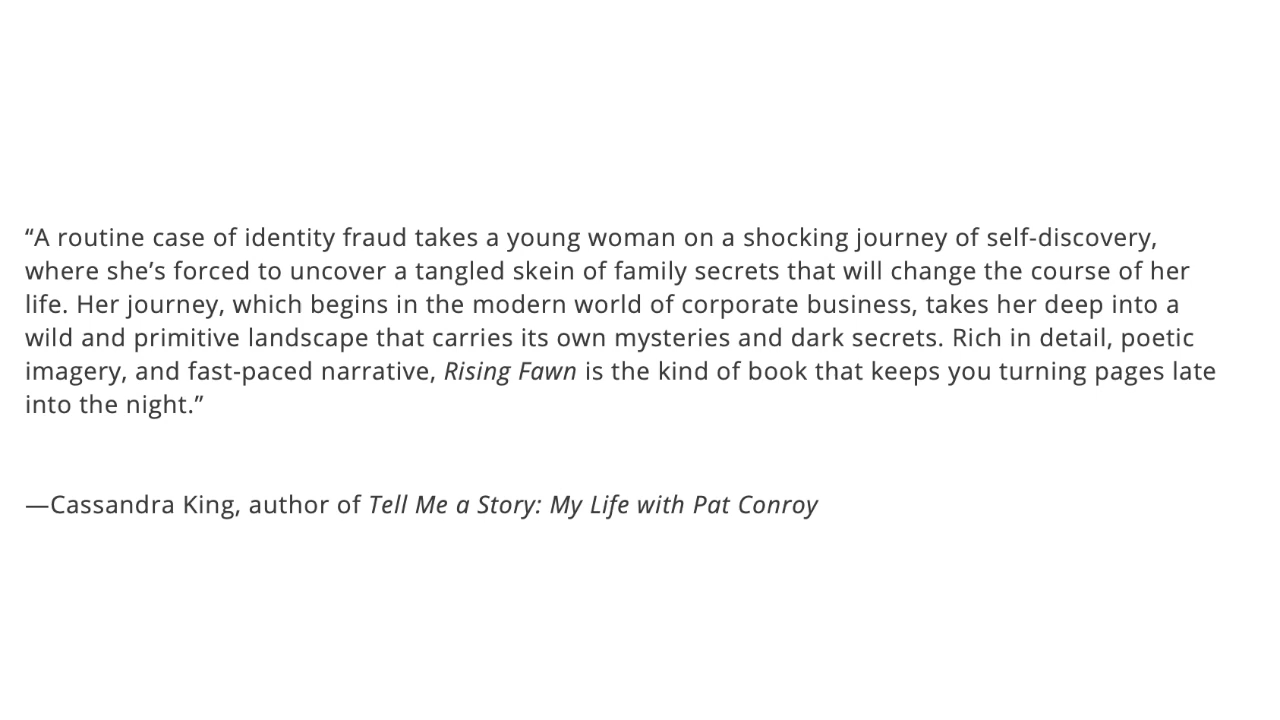 “A routine case of identity fraud takes a young woman on a shocking journey of self-discovery,
where she’s forced to uncover a tangled skein of family secrets that will change the course of her
life. Her journey, which begins in the modern world of corporate business, takes her deep into a
wild and primitive landscape that carries its own mysteries and dark secrets. Rich in detail, poetic
imagery, and fast-paced narrative, Rising Fawn is the kind of book that keeps you turning pages late
into the night.”
—Cassandra King, author of Tell Me a Story: My Life with Pat Conroy